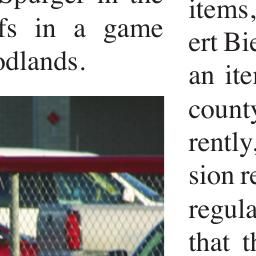 Spurger in the
fs in a game
odlands.
items,
ert Bie
an iter
county
rently,
sion re
regula
that th